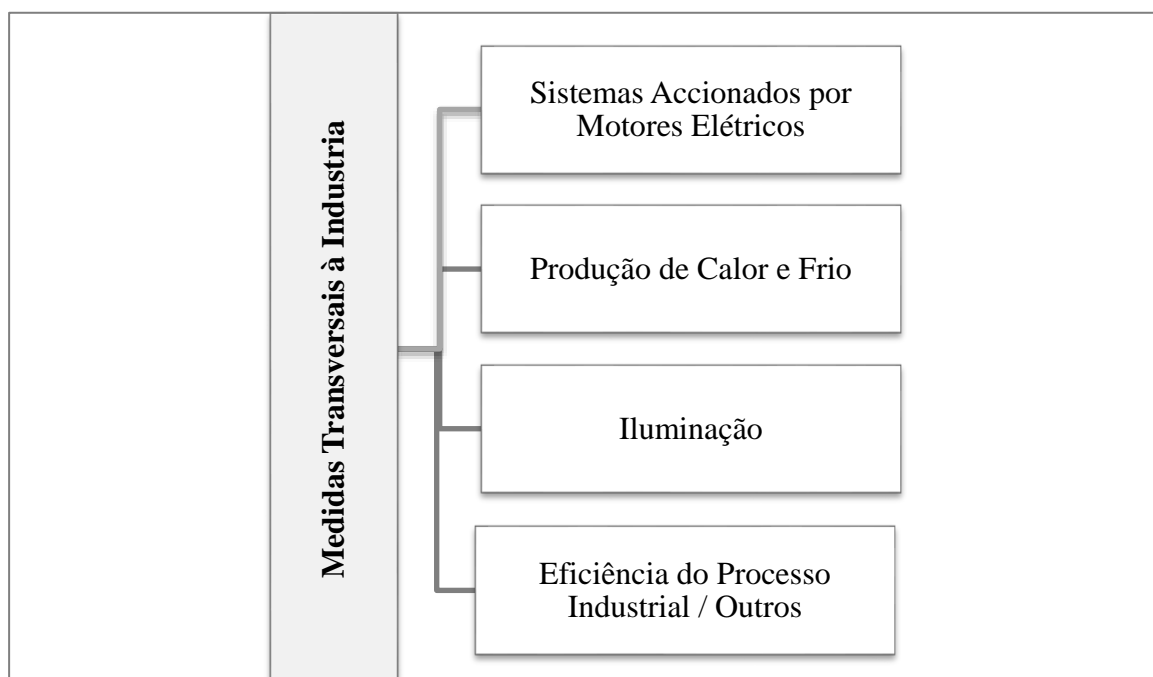 Medidas Transversais à Industria
Sistemas Accionados por
Motores Elétricos
Produção de Calor e Frio
Iluminação
Eficiência do Processo
Industrial / Outros